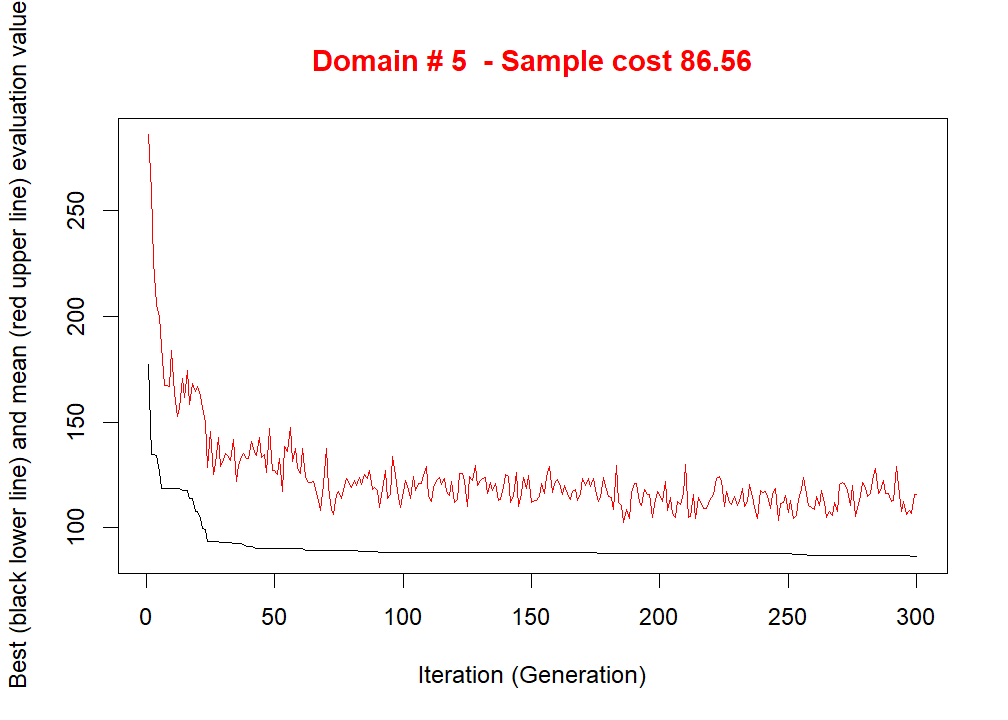 Domain # 5  - Sample cost 86.56
Best (black lower line) and mean (red upper line) evaluation value
250
200
150
100
0 50 100 150 200 250 300
Iteration (Generation)